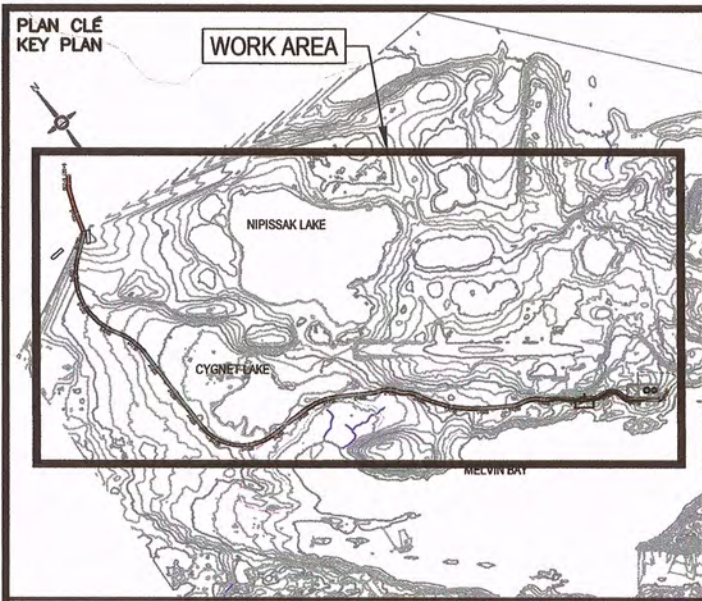 PLAN CLÉ
KEY PLAN
WORK AREA
N
NIPISSAK LAKE
CYGNET LAKE
MELVIN BAY